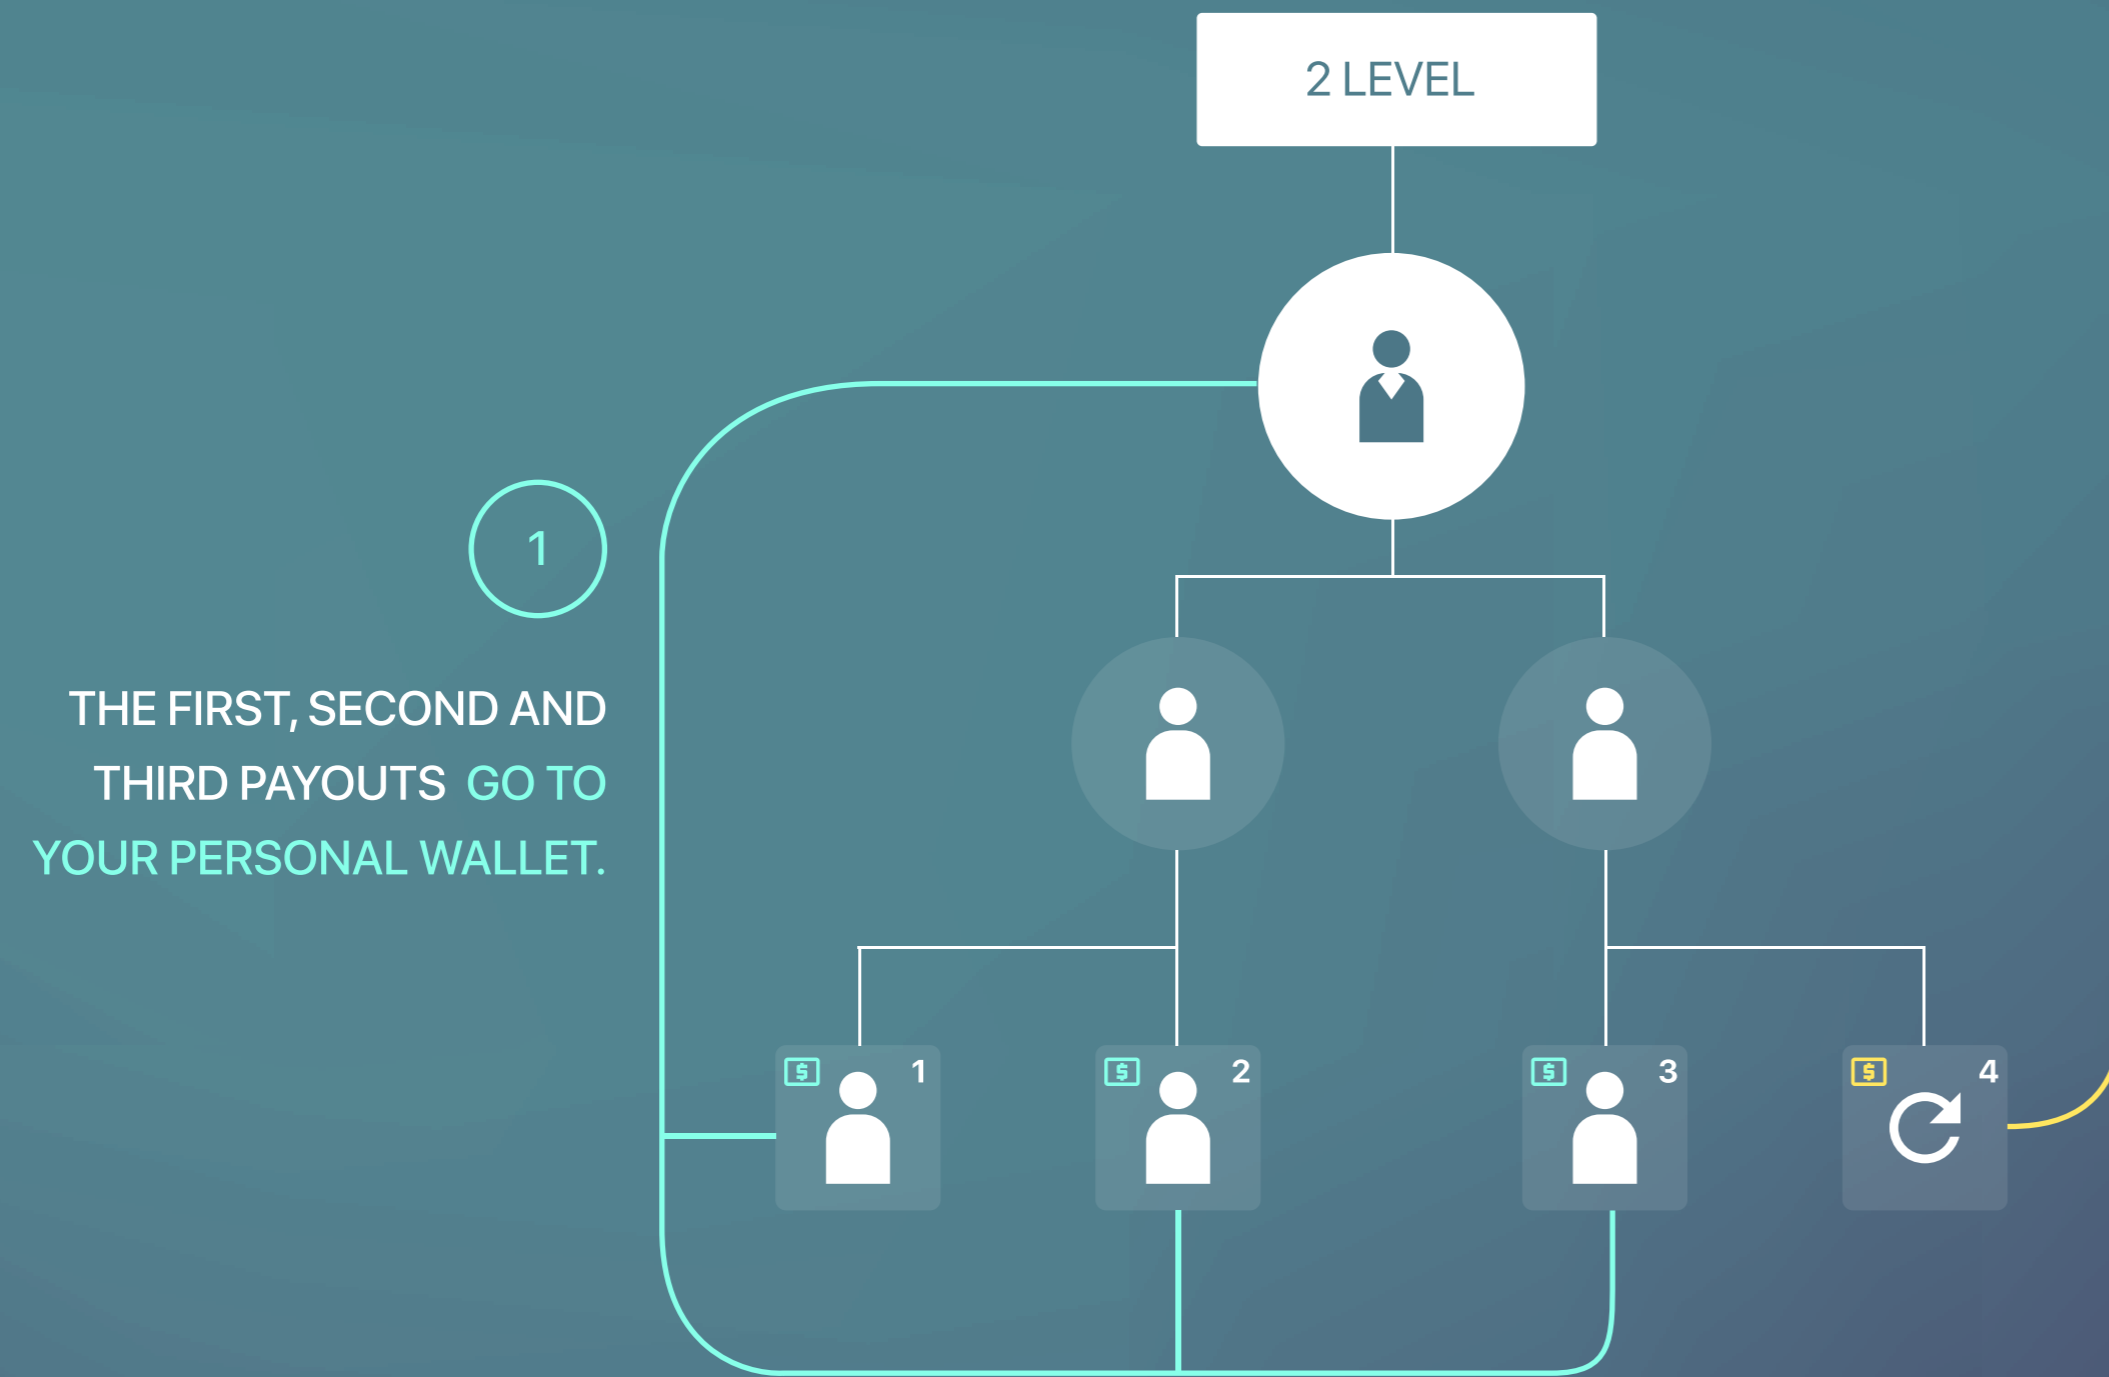 2 LEVEL
1
THE FIRST, SECOND AND
THIRD PAYOUTS GO TO
YOUR PERSONAL WALLET.
$ 1
$ 2
$ 3
$ 4